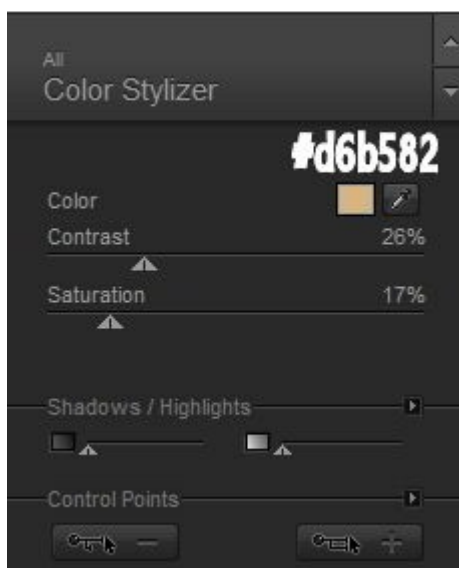 All
Color Stylizer
#d6b582
Color
Contrast 26%
Saturation 17%
Shadows / Highlights
Control Points